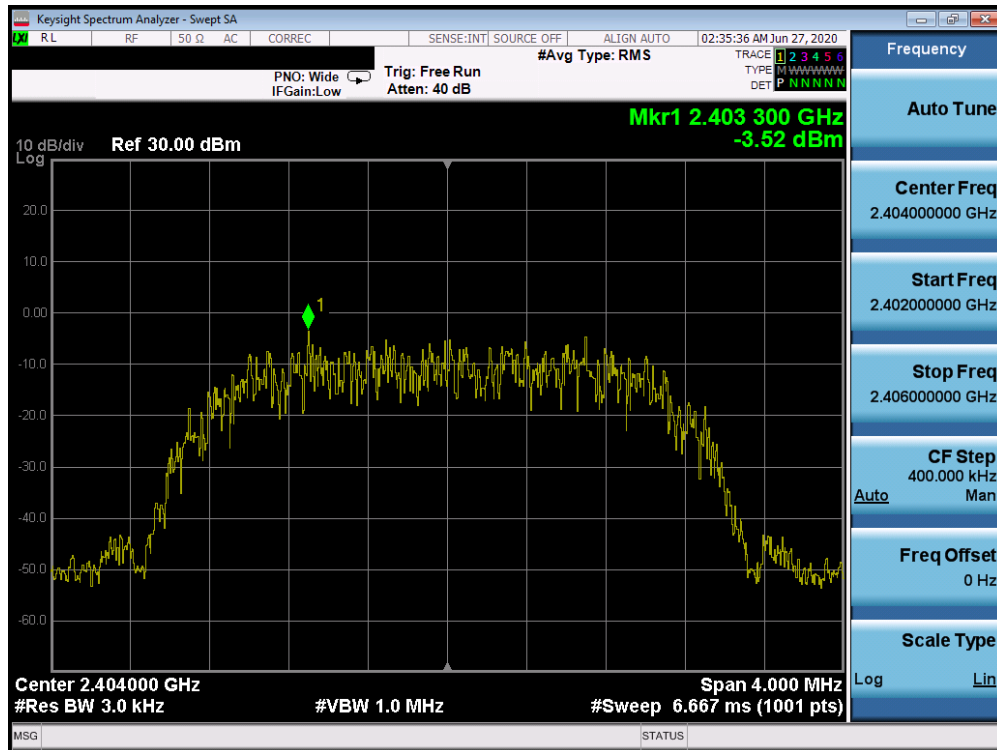 Keysight Spectrum Analyzer - Swept SA
LXI RL RF 50 Ω AC CORREC SENSE:INT SOURCE OFF ALIGN AUTO 02:35:36 AM Jun 27, 2020
#Avg Type: RMS
PNO: Wide
IFGain:Low
Trig: Free Run
Atten: 40 dB
TRACE 1 2 3 4 5 6
TYPE M WWWWW
DET P N N N N N
Mkr1 2.403 300 GHz
-3.52 dBm
10 dB/div
Log
Ref 30.00 dBm
20.0
10.0
0.00
-10.0
-20.0
-30.0
-40.0
-50.0
-60.0
1
Center 2.404000 GHz
Span 4.000 MHz
#Res BW 3.0 kHz
#VBW 1.0 MHz
#Sweep 6.667 ms (1001 pts)
MSG
STATUS
Frequency
Auto Tune
Center Freq
2.404000000 GHz
Start Freq
2.402000000 GHz
Stop Freq
2.406000000 GHz
CF Step
400.000 kHz
Auto Man
Freq Offset
0 Hz
Scale Type
Log Lin